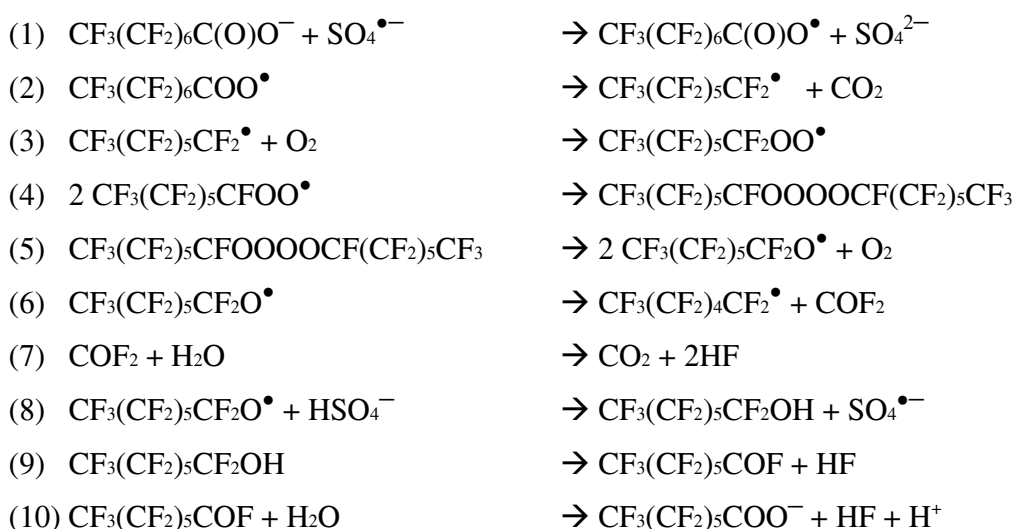 (1) CF₃(CF₂)₆C(O)O⁻ + SO₄•⁻ → CF₃(CF₂)₆C(O)O• + SO₄²⁻
(2) CF₃(CF₂)₆COO• → CF₃(CF₂)₅CF₂• + CO₂
(3) CF₃(CF₂)₅CF₂• + O₂ → CF₃(CF₂)₅CF₂OO•
(4) 2 CF₃(CF₂)₅CFOO• → CF₃(CF₂)₅CFOOOOCF(CF₂)₅CF₃
(5) CF₃(CF₂)₅CFOOOOCF(CF₂)₅CF₃ → 2 CF₃(CF₂)₅CF₂O• + O₂
(6) CF₃(CF₂)₅CF₂O• → CF₃(CF₂)₄CF₂• + COF₂
(7) COF₂ + H₂O → CO₂ + 2HF
(8) CF₃(CF₂)₅CF₂O• + HSO₄⁻ → CF₃(CF₂)₅CF₂OH + SO₄•⁻
(9) CF₃(CF₂)₅CF₂OH → CF₃(CF₂)₅COF + HF
(10) CF₃(CF₂)₅COF + H₂O → CF₃(CF₂)₅COO⁻ + HF + H⁺